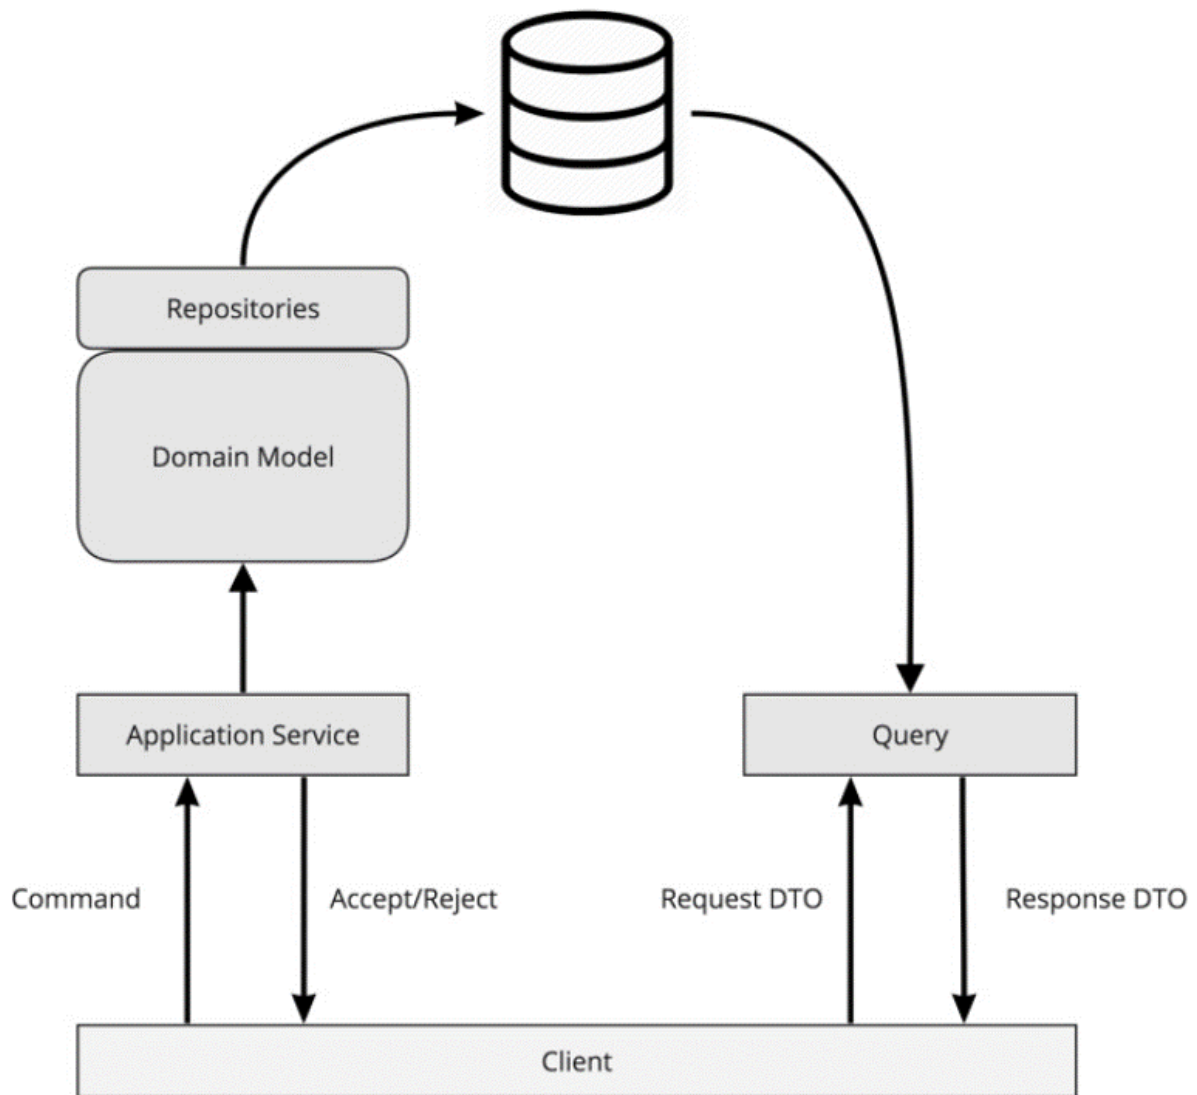 Repositories
Domain Model
Application Service
Query
Command
Accept/Reject
Request DTO
Response DTO
Client